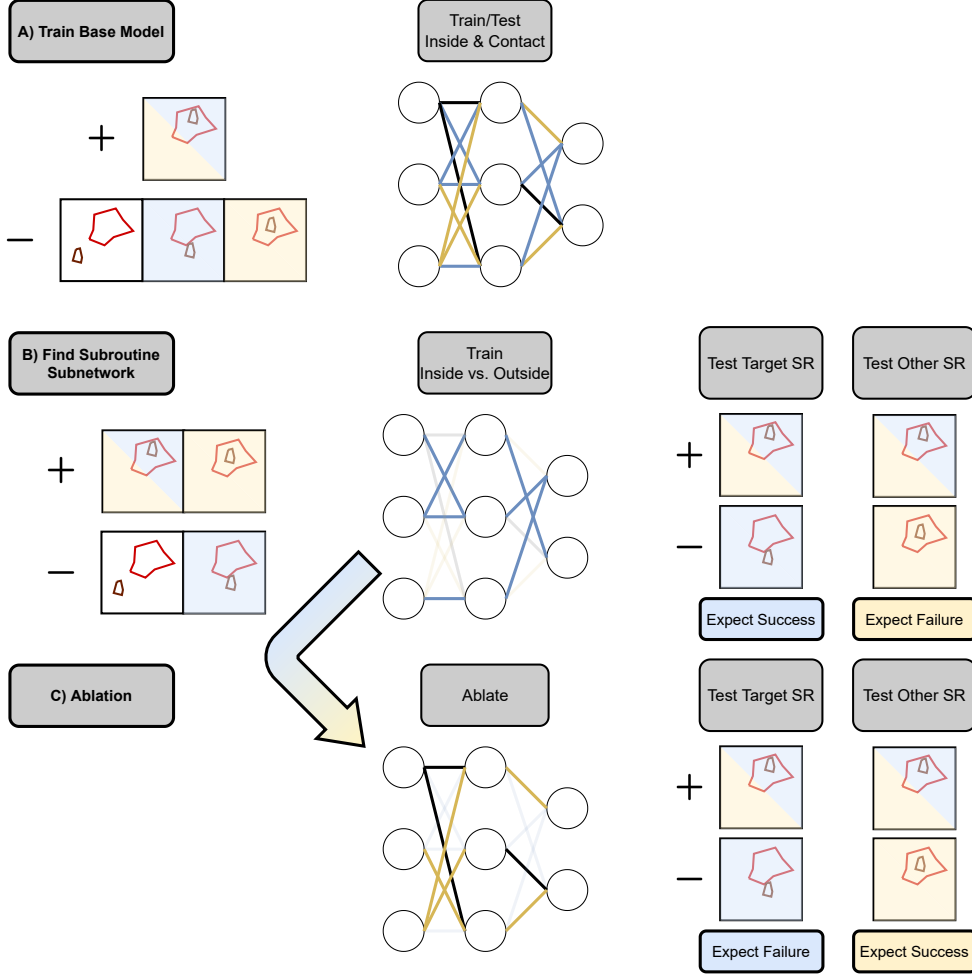 A) Train Base Model
Train/Test
Inside & Contact
+
−
B) Find Subroutine
Subnetwork
Train
Inside vs. Outside
Test Target SR
Test Other SR
+
−
+
−
Expect Success
Expect Failure
C) Ablation
Ablate
Test Target SR
Test Other SR
+
−
Expect Failure
Expect Success